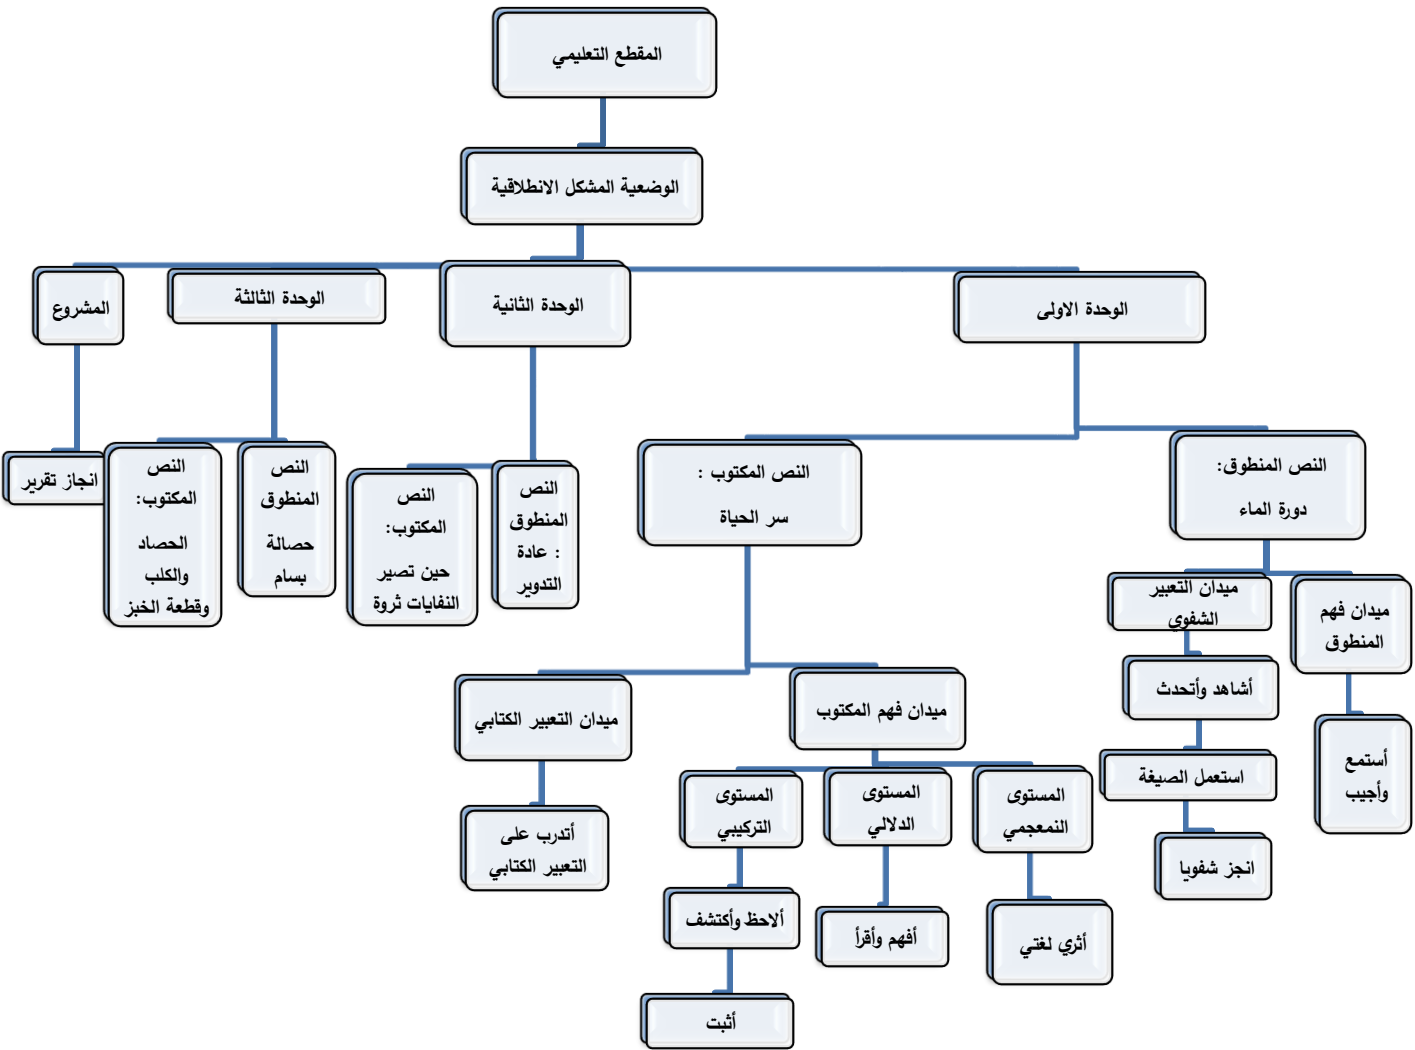 المقطع التعليمي
الوضعية المشكل الانطلاقية
الوحدة الاولى
الوحدة الثانية
الوحدة الثالثة
المشروع
النص المنطوق:
دورة الماء
النص المكتوب :
سر الحياة
النص
المنطوق
: عادة
التدوير
النص
المكتوب:
حين تصير
النفايات ثروة
النص
المنطوق
حصالة
بسام
النص
المكتوب:
الحصاد
والكلب
وقطعة الخبز
انجاز تقرير
ميدان فهم
المنطوق
ميدان التعبير
الشفوي
أستمع
وأجيب
أشاهد وأتحدث
استعمل الصيغة
انجز شفويا
ميدان فهم المكتوب
ميدان التعبير الكتابي
المستوى
النمعجمي
المستوى
الدلالي
المستوى
التركيبي
أتدرب على
التعبير الكتابي
أثري لغتي
أفهم وأقرأ
ألاحظ وأكتشف
أثبت